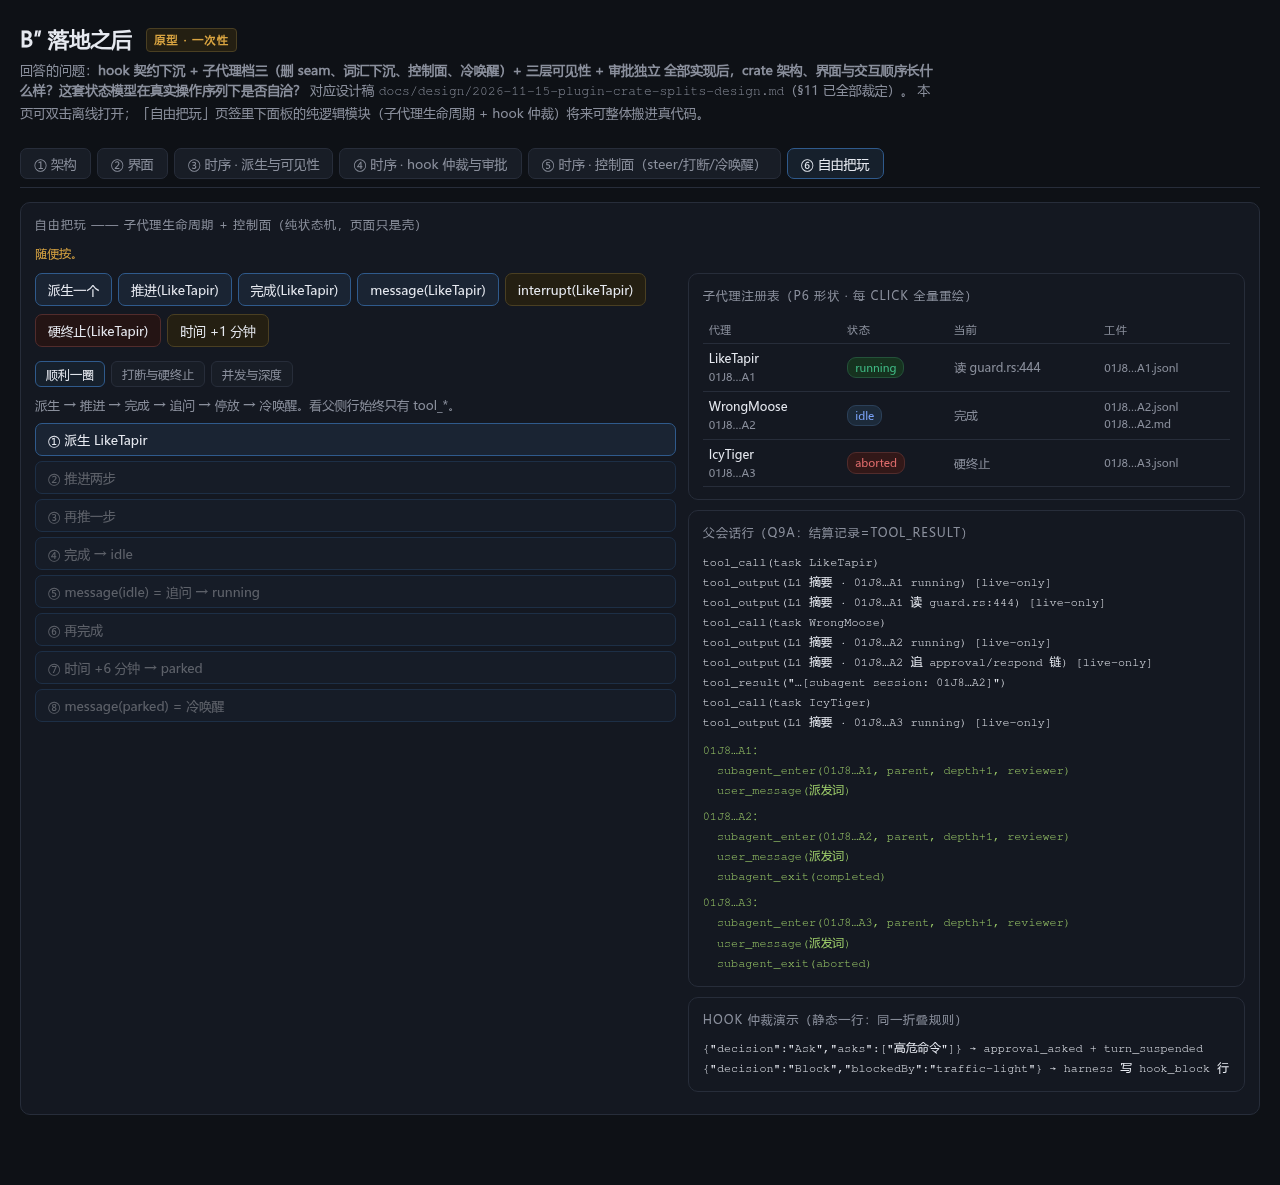 B″ 落地之后
原型 · 一次性
回答的问题：hook 契约下沉 + 子代理档三（删 seam、词汇下沉、控制面、冷唤醒）+ 三层可见性 + 审批独立 全部实现后，crate 架构、界面与交互顺序长什
么样？这套状态模型在真实操作序列下是否自洽？ 对应设计稿 docs/design/2026-11-15-plugin-crate-splits-design.md（§11 已全部裁定）。 本
页可双击离线打开；「自由把玩」页签里下面板的纯逻辑模块（子代理生命周期 + hook 仲裁）将来可整体搬进真代码。
① 架构
② 界面
③ 时序 · 派生与可见性
④ 时序 · hook 仲裁与审批
⑤ 时序 · 控制面（steer/打断/冷唤醒）
⑥ 自由把玩
自由把玩 —— 子代理生命周期 + 控制面（纯状态机，页面只是壳）
随便按。
派生一个
推进(LikeTapir)
完成(LikeTapir)
message(LikeTapir)
interrupt(LikeTapir)
硬终止(LikeTapir)
时间 +1 分钟
顺利一圈
打断与硬终止
并发与深度
派生 → 推进 → 完成 → 追问 → 停放 → 冷唤醒。看父侧行始终只有 tool_*。
① 派生 LikeTapir
② 推进两步
③ 再推一步
④ 完成 → idle
⑤ message(idle) = 追问 → running
⑥ 再完成
⑦ 时间 +6 分钟 → parked
⑧ message(parked) = 冷唤醒
子代理注册表（P6 形状 · 每 CLICK 全量重绘）
代理 状态 当前 工件
LikeTapir
01J8…A1
running
读 guard.rs:444
01J8…A1.jsonl
WrongMoose
01J8…A2
idle
完成
01J8…A2.jsonl
01J8…A2.md
IcyTiger
01J8…A3
aborted
硬终止
01J8…A3.jsonl
父会话行（Q9A：结算记录=TOOL_RESULT）
tool_call(task LikeTapir)
tool_output(L1 摘要 · 01J8…A1 running) [live-only]
tool_output(L1 摘要 · 01J8…A1 读 guard.rs:444) [live-only]
tool_call(task WrongMoose)
tool_output(L1 摘要 · 01J8…A2 running) [live-only]
tool_output(L1 摘要 · 01J8…A2 追 approval/respond 链) [live-only]
tool_result("…[subagent session: 01J8…A2]")
tool_call(task IcyTiger)
tool_output(L1 摘要 · 01J8…A3 running) [live-only]
01J8…A1:
subagent_enter(01J8…A1, parent, depth+1, reviewer)
user_message(派发词)
01J8…A2:
subagent_enter(01J8…A2, parent, depth+1, reviewer)
user_message(派发词)
subagent_exit(completed)
01J8…A3:
subagent_enter(01J8…A3, parent, depth+1, reviewer)
user_message(派发词)
subagent_exit(aborted)
HOOK 仲裁演示（静态一行：同一折叠规则）
{"decision":"Ask","asks":["高危命令"]} → approval_asked + turn_suspended
{"decision":"Block","blockedBy":"traffic-light"} → harness 写 hook_block 行